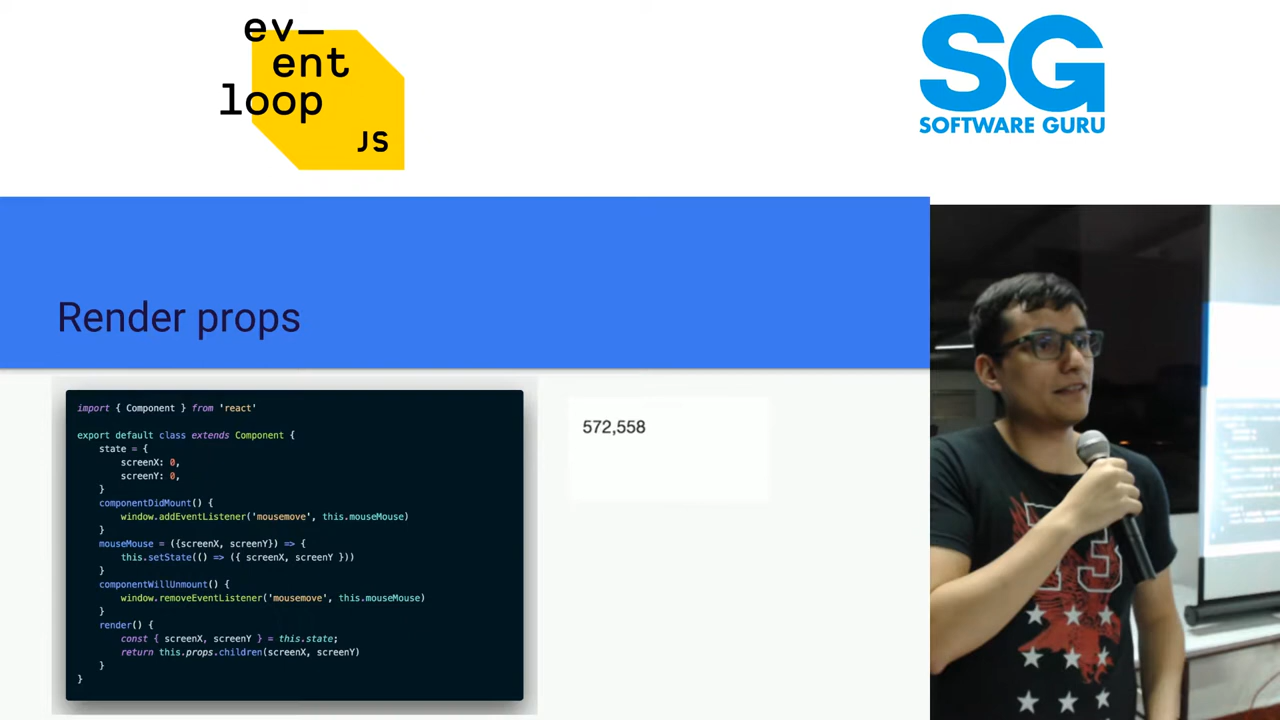 ev—
ent
loop
JS
SG
SOFTWARE GURU
Render props
import { Component } from 'react'
export default class extends Component {
state = {
screenX: 0,
screenY: 0,
}
componentDidMount() {
window.addEventListener('mousemove', this.mouseMouse)
}
mouseMouse = ({screenX, screenY}) => {
this.setState(() => ({ screenX, screenY }))
}
componentWillUnmount() {
window.removeEventListener('mousemove', this.mouseMouse)
}
render() {
const { screenX, screenY } = this.state;
return this.props.children(screenX, screenY)
}
}
572,558